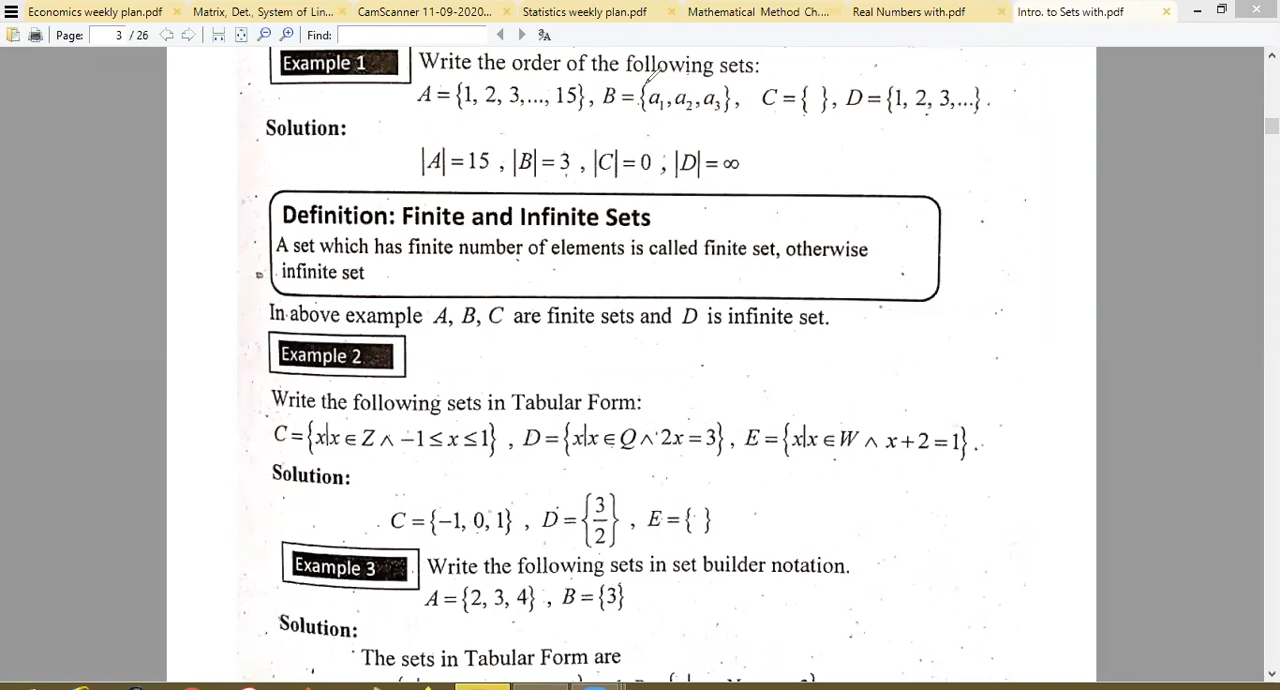 Economics weekly plan.pdf × Matrix, Det., System of Lin... × CamScanner 11-09-2020... × Statistics weekly plan.pdf × Mathematical Method Ch.... × Real Numbers with.pdf × Intro. to Sets with.pdf ×
Page: 3 / 26 Find:
Example 1 Write the order of the following sets:
A = {1, 2, 3,..., 15}, B = {a₁, a₂, a₃}, C = { }, D = {1, 2, 3,...}.
Solution:
|A| = 15 , |B| = 3 , |C| = 0 , |D| = ∞
Definition: Finite and Infinite Sets
A set which has finite number of elements is called finite set, otherwise
infinite set
In above example A, B, C are finite sets and D is infinite set.
Example 2
Write the following sets in Tabular Form:
C = {x|x ∈ Z ∧ −1 ≤ x ≤ 1} , D = {x|x ∈ Q ∧ 2x = 3} , E = {x|x ∈ W ∧ x + 2 = 1} .
Solution:
C = {−1, 0, 1} , D = {3/2} , E = { }
Example 3 Write the following sets in set builder notation.
A = {2, 3, 4} , B = {3}
Solution:
The sets in Tabular Form are